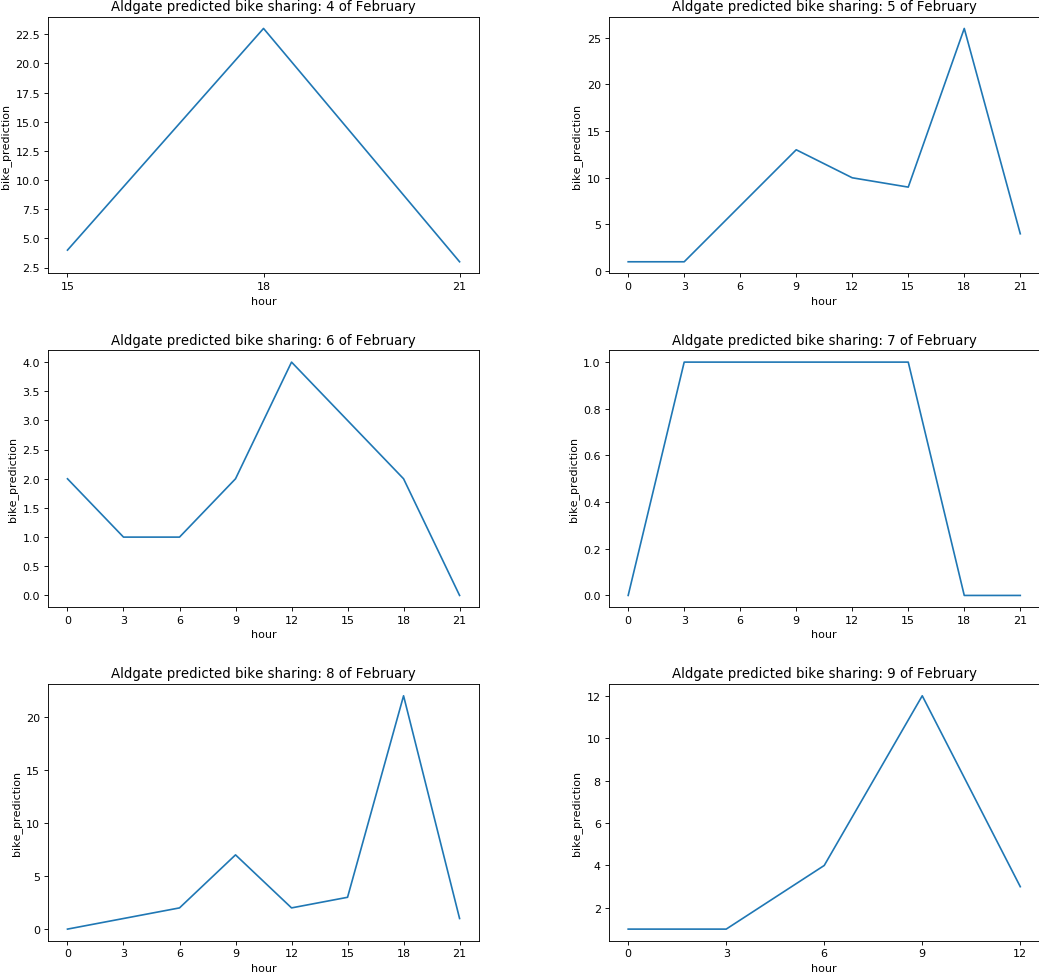 Aldgate predicted bike sharing: 4 of February
22.5
20.0
17.5
15.0
12.5
10.0
7.5
5.0
2.5
bike_prediction
15 18 21
hour
Aldgate predicted bike sharing: 5 of February
25
20
15
10
5
0
bike_prediction
0 3 6 9 12 15 18 21
hour
Aldgate predicted bike sharing: 6 of February
4.0
3.5
3.0
2.5
2.0
1.5
1.0
0.5
0.0
bike_prediction
0 3 6 9 12 15 18 21
hour
Aldgate predicted bike sharing: 7 of February
1.0
0.8
0.6
0.4
0.2
0.0
bike_prediction
0 3 6 9 12 15 18 21
hour
Aldgate predicted bike sharing: 8 of February
20
15
10
5
0
bike_prediction
0 3 6 9 12 15 18 21
hour
Aldgate predicted bike sharing: 9 of February
12
10
8
6
4
2
bike_prediction
0 3 6 9 12
hour